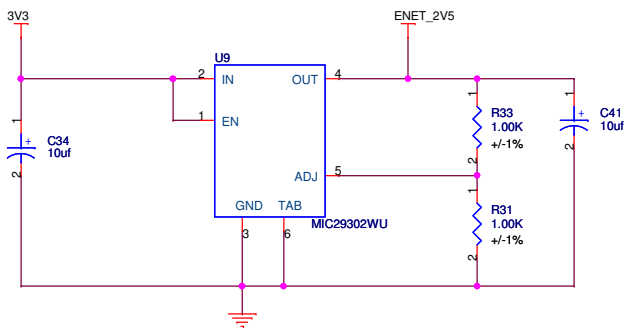 3V3
ENET_2V5
U9
2
IN
OUT
4
1
EN
1
C34
10uf
2
1
R33
1.00K
+/-1%
2
1
C41
10uf
2
ADJ
5
1
R31
1.00K
+/-1%
2
GND
TAB
MIC29302WU
3
6
+
+